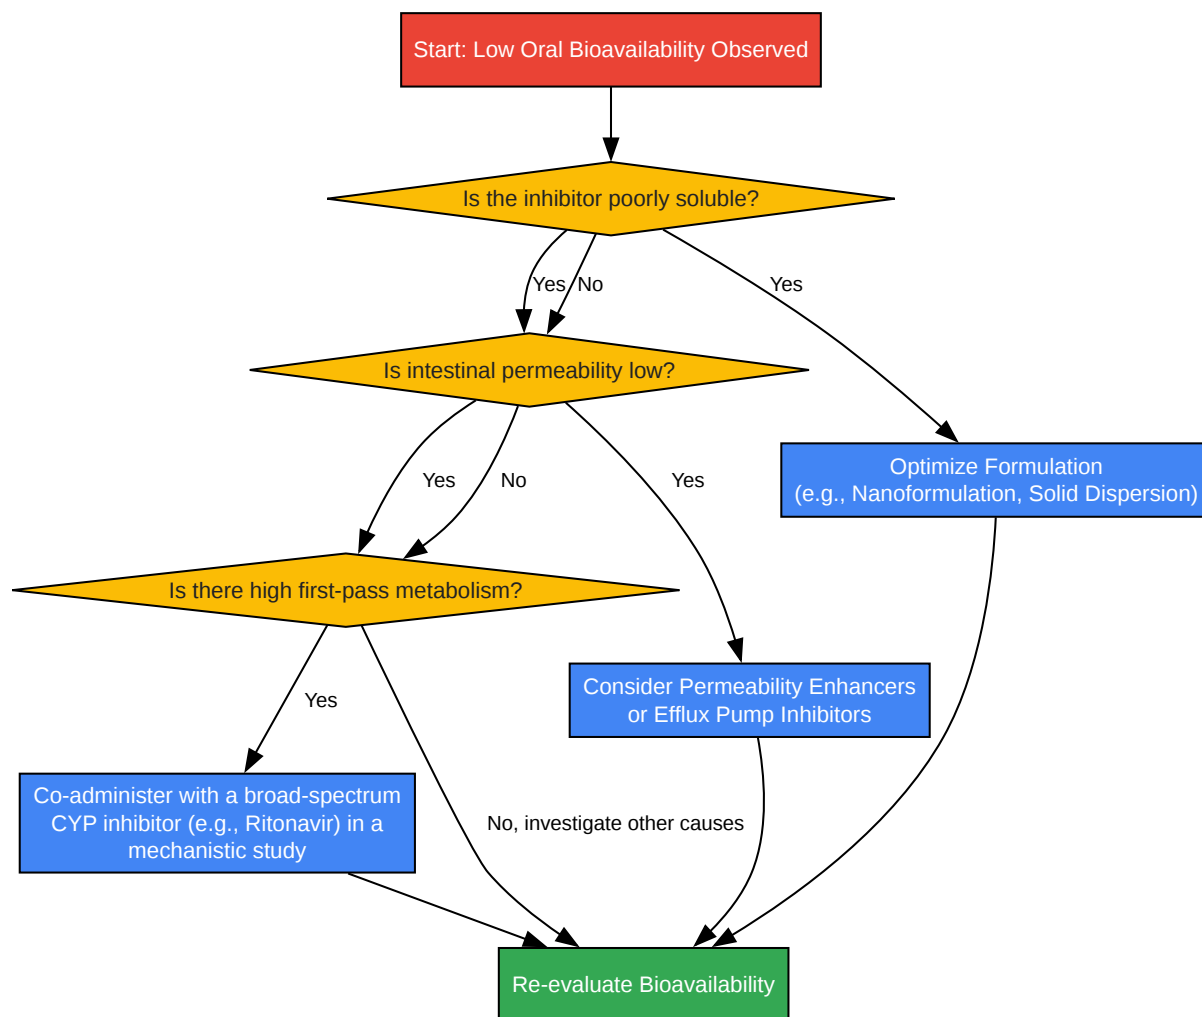 Start: Low Oral Bioavailability Observed
Is the inhibitor poorly soluble?
Yes
No
Yes
Is intestinal permeability low?
Yes
No
Yes
Optimize Formulation
(e.g., Nanoformulation, Solid Dispersion)
Is there high first-pass metabolism?
Yes
Consider Permeability Enhancers
or Efflux Pump Inhibitors
Co-administer with a broad-spectrum
CYP inhibitor (e.g., Ritonavir) in a
mechanistic study
No, investigate other causes
Re-evaluate Bioavailability